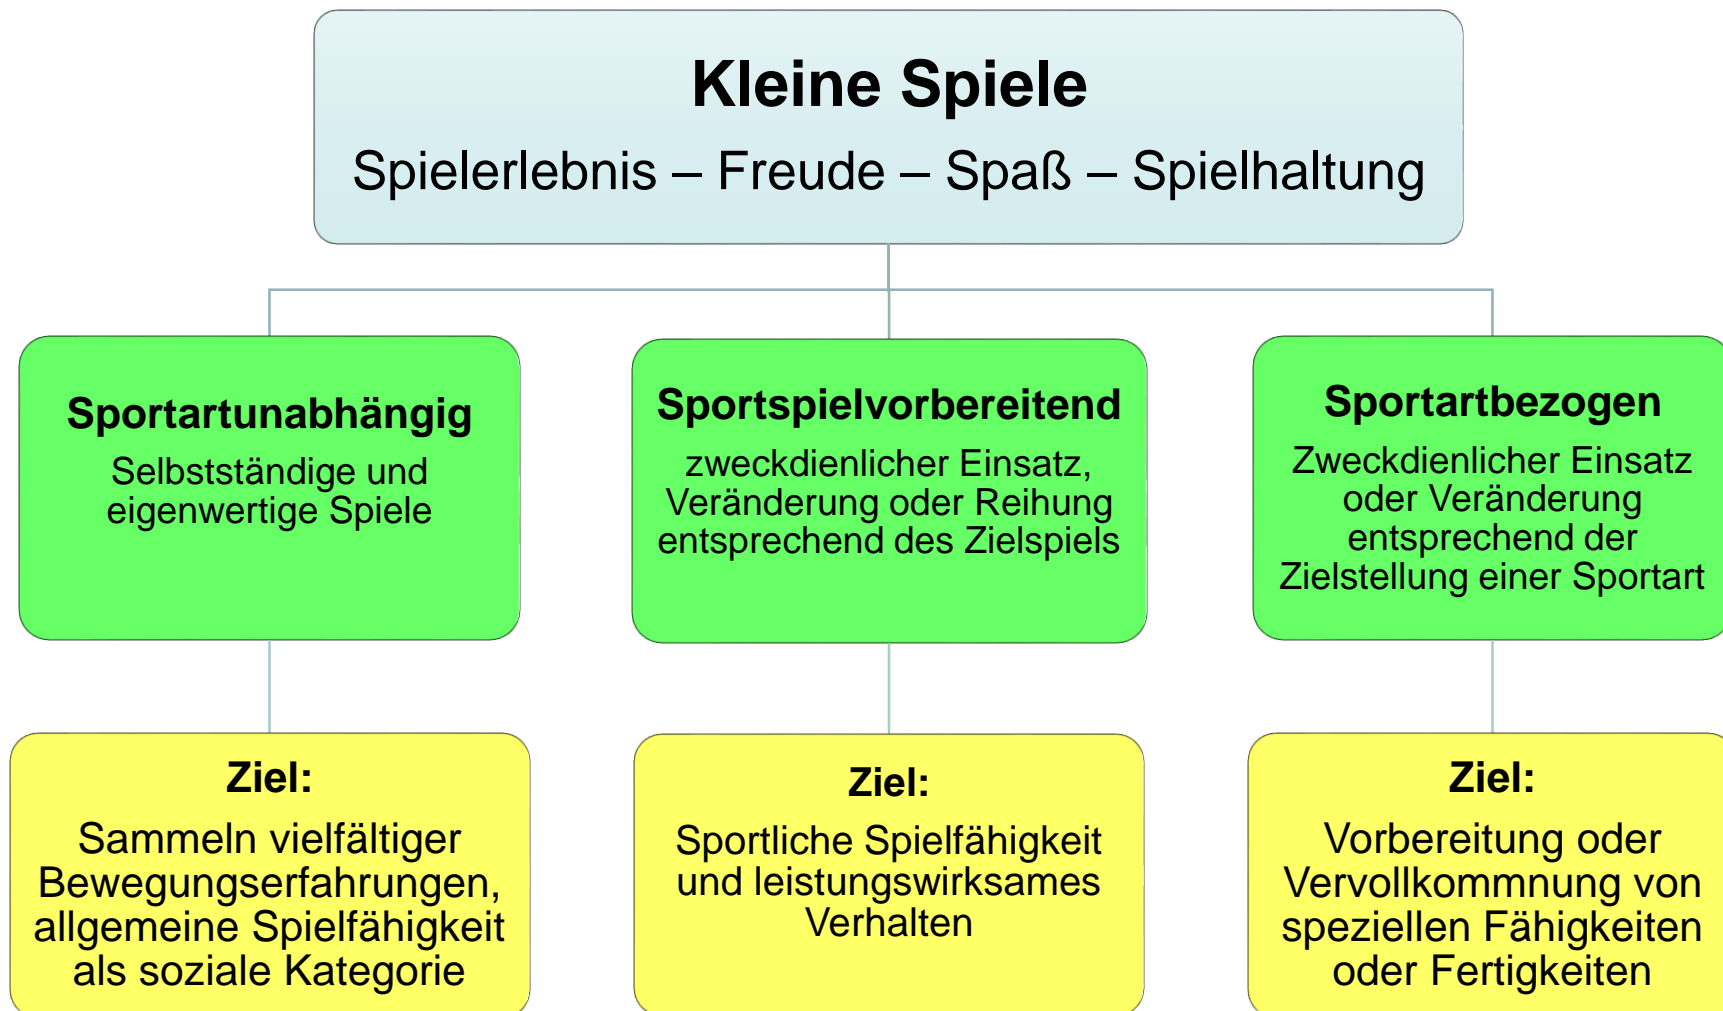 Kleine Spiele
Spielerlebnis – Freude – Spaß – Spielhaltung
Sportartunabhängig
Selbstständige und
eigenwertige Spiele
Sportspielvorbereitend
zweckdienlicher Einsatz,
Veränderung oder Reihung
entsprechend des Zielspiels
Sportartbezogen
Zweckdienlicher Einsatz
oder Veränderung
entsprechend der
Zielstellung einer Sportart
Ziel:
Sammeln vielfältiger
Bewegungserfahrungen,
allgemeine Spielfähigkeit
als soziale Kategorie
Ziel:
Sportliche Spielfähigkeit
und leistungswirksames
Verhalten
Ziel:
Vorbereitung oder
Vervollkommnung von
speziellen Fähigkeiten
oder Fertigkeiten